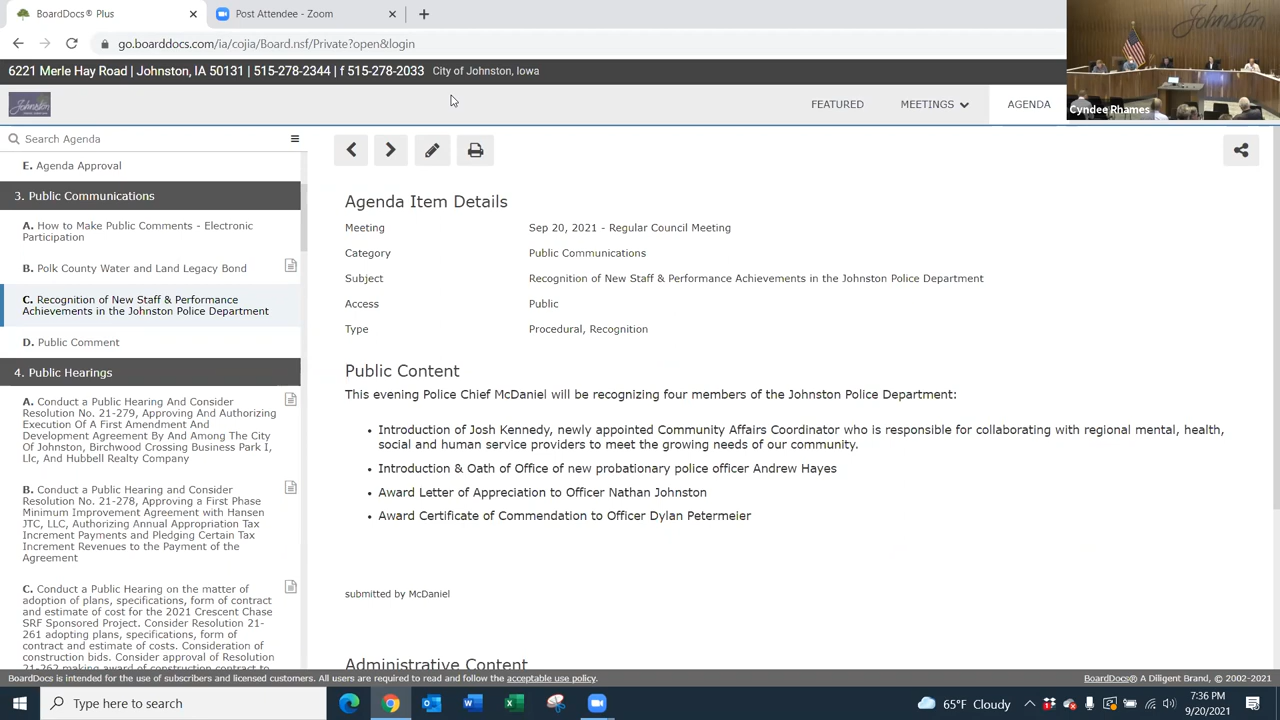 BoardDocs® Plus
Post Attendee - Zoom
go.boarddocs.com/ia/cojia/Board.nsf/Private?open&login
6221 Merle Hay Road | Johnston, IA 50131 | 515-278-2344 | f 515-278-2033 City of Johnston, Iowa
Johnston
Cyndee Rhames
Johnston
FEATURED
MEETINGS
AGENDA
Search Agenda
E. Agenda Approval
3. Public Communications
A. How to Make Public Comments - Electronic
Participation
B. Polk County Water and Land Legacy Bond
C. Recognition of New Staff & Performance
Achievements in the Johnston Police Department
D. Public Comment
4. Public Hearings
A. Conduct a Public Hearing And Consider
Resolution No. 21-279, Approving And Authorizing
Execution Of A First Amendment And
Development Agreement By And Among The City
Of Johnston, Birchwood Crossing Business Park I,
Llc, And Hubbell Realty Company
B. Conduct a Public Hearing and Consider
Resolution No. 21-278, Approving a First Phase
Minimum Improvement Agreement with Hansen
JTC, LLC, Authorizing Annual Appropriation Tax
Increment Payments and Pledging Certain Tax
Increment Revenues to the Payment of the
Agreement
C. Conduct a Public Hearing on the matter of
adoption of plans, specifications, form of contract
and estimate of cost for the 2021 Crescent Chase
SRF Sponsored Project. Consider Resolution 21-
261 adopting plans, specifications, form of
contract and estimate of costs. Consideration of
construction bids. Consider approval of Resolution
21-262 making award of construction contract to
Agenda Item Details
Meeting Sep 20, 2021 - Regular Council Meeting
Category Public Communications
Subject Recognition of New Staff & Performance Achievements in the Johnston Police Department
Access Public
Type Procedural, Recognition
Public Content
This evening Police Chief McDaniel will be recognizing four members of the Johnston Police Department:
• Introduction of Josh Kennedy, newly appointed Community Affairs Coordinator who is responsible for collaborating with regional mental, health,
social and human service providers to meet the growing needs of our community.
• Introduction & Oath of Office of new probationary police officer Andrew Hayes
• Award Letter of Appreciation to Officer Nathan Johnston
• Award Certificate of Commendation to Officer Dylan Petermeier
submitted by McDaniel
Administrative Content
BoardDocs is intended for the use of subscribers and licensed customers. All users are required to read and follow the acceptable use policy.
BoardDocs® A Diligent Brand, © 2002-2021
Type here to search
65°F Cloudy
7:36 PM
9/20/2021